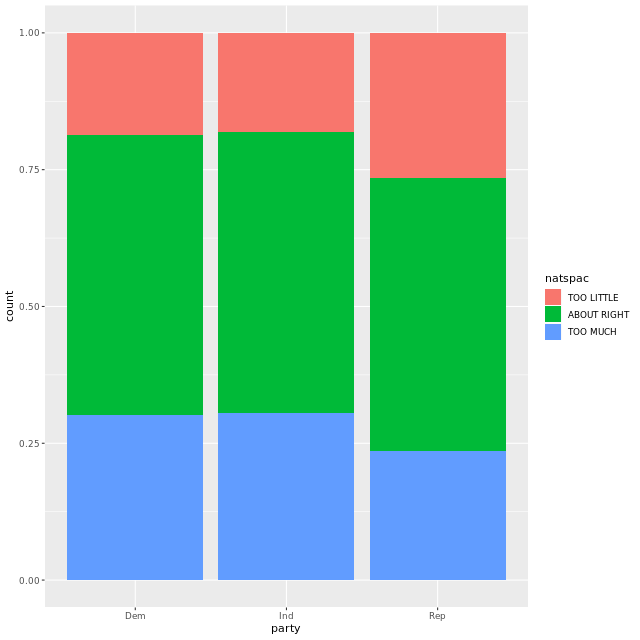 1.00
0.75
0.50
0.25
0.00
count
Dem Ind Rep
party
natspac
TOO LITTLE
ABOUT RIGHT
TOO MUCH